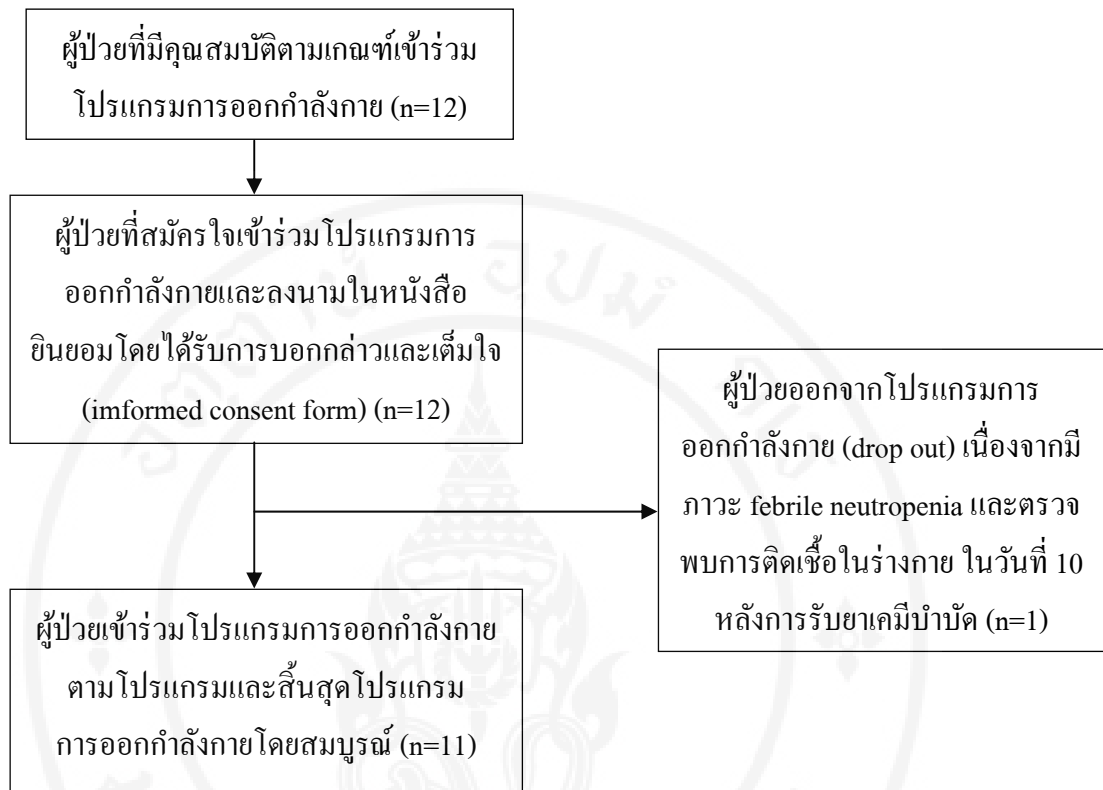 ผู้ป่วยที่มีคุณสมบัติตามเกณฑ์เข้าร่วม
โปรแกรมการออกกำลังกาย (n=12)
ผู้ป่วยที่สมัครใจเข้าร่วมโปรแกรมการ
ออกกำลังกายและลงนามในหนังสือ
ยินยอมโดยได้รับการบอกกล่าวและเต็มใจ
(imformed consent form) (n=12)
ผู้ป่วยออกจากโปรแกรมการ
ออกกำลังกาย (drop out) เนื่องจากมี
ภาวะ febrile neutropenia และตรวจ
พบการติดเชื้อในร่างกาย ในวันที่ 10
หลังการรับยาเคมีบำบัด (n=1)
ผู้ป่วยเข้าร่วมโปรแกรมการออกกำลังกาย
ตามโปรแกรมและสิ้นสุดโปรแกรม
การออกกำลังกายโดยสมบูรณ์ (n=11)